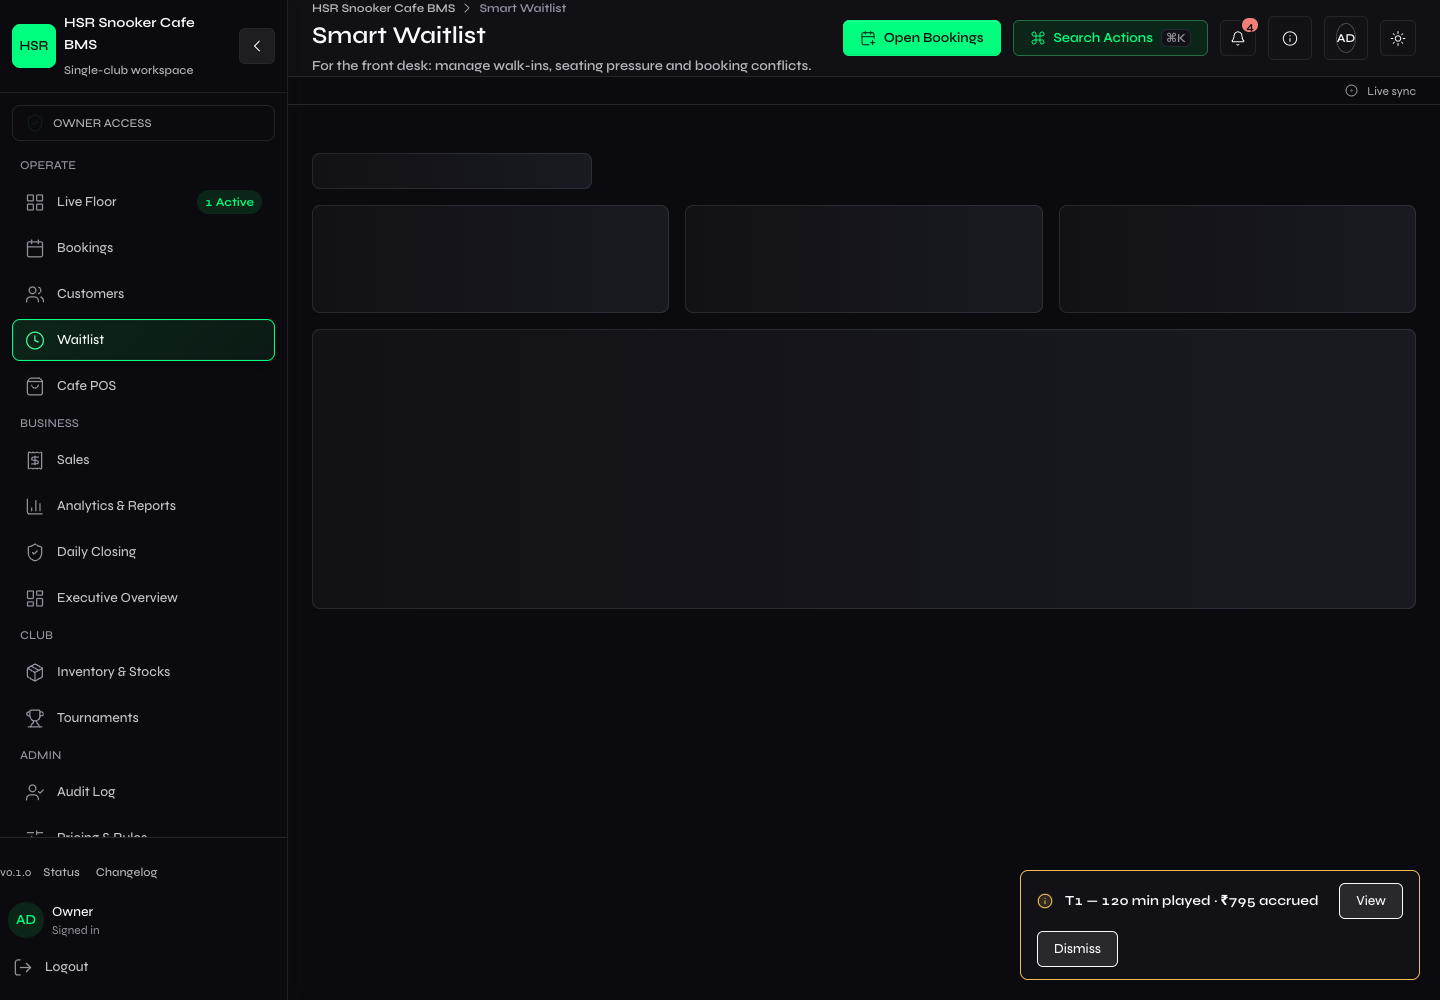 HSR
HSR Snooker Cafe
BMS
Single-club workspace
OWNER ACCESS
OPERATE
Live Floor
1 Active
Bookings
Customers
Waitlist
Cafe POS
BUSINESS
Sales
Analytics & Reports
Daily Closing
Executive Overview
CLUB
Inventory & Stocks
Tournaments
ADMIN
Audit Log
Pricing & Rules
v0.1.0 Status Changelog
AD
Owner
Signed in
Logout
HSR Snooker Cafe BMS > Smart Waitlist
Smart Waitlist
For the front desk: manage walk-ins, seating pressure and booking conflicts.
Open Bookings
Search Actions ⌘K
4
AD
Live sync
T1 — 120 min played · ₹795 accrued
View
Dismiss